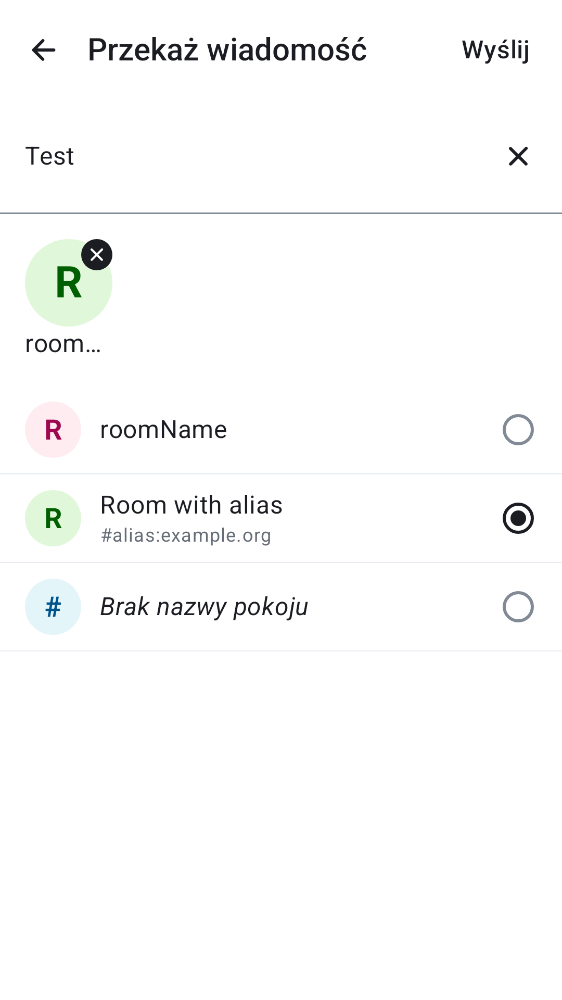 Przekaż wiadomość
Wyślij
Test
R
room…
R
roomName
R
Room with alias
#alias:example.org
#
Brak nazwy pokoju